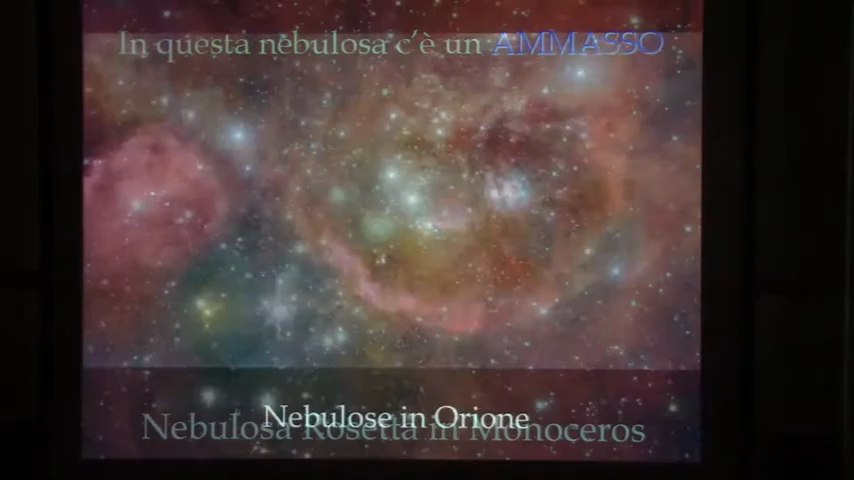 In questa nebulosa c'è un AMMASSO
Nebulose in Orione
Nebulosa Rosetta in Monoceros